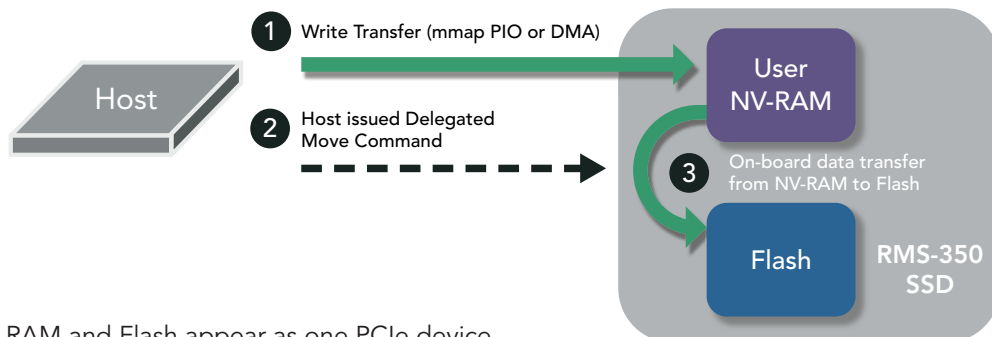 1 Write Transfer (mmap PIO or DMA)
Host
2 Host issued Delegated
Move Command
User
NV-RAM
3 On-board data transfer
from NV-RAM to Flash
Flash
RMS-350
SSD
RAM and Flash appear as one PCIe device